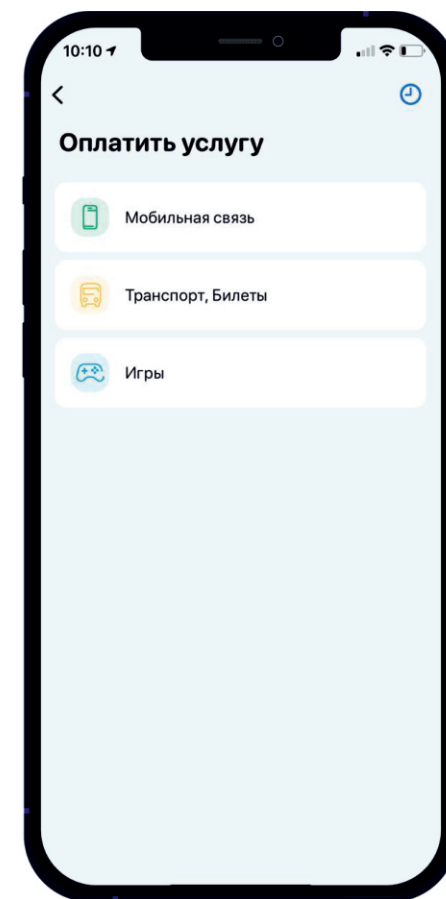 10:10
Оплатить услугу
Мобильная связь
Транспорт, Билеты
Игры